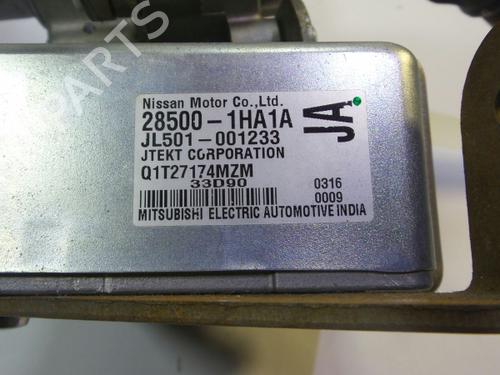 B-PARTS
Nissan Motor Co.,Ltd.
28500-1HA1A
JL501-001233
JTEKT CORPORATION
Q1T27174MZM
33D90
0316
0009
MITSUBISHI ELECTRIC AUTOMOTIVE INDIA
JA